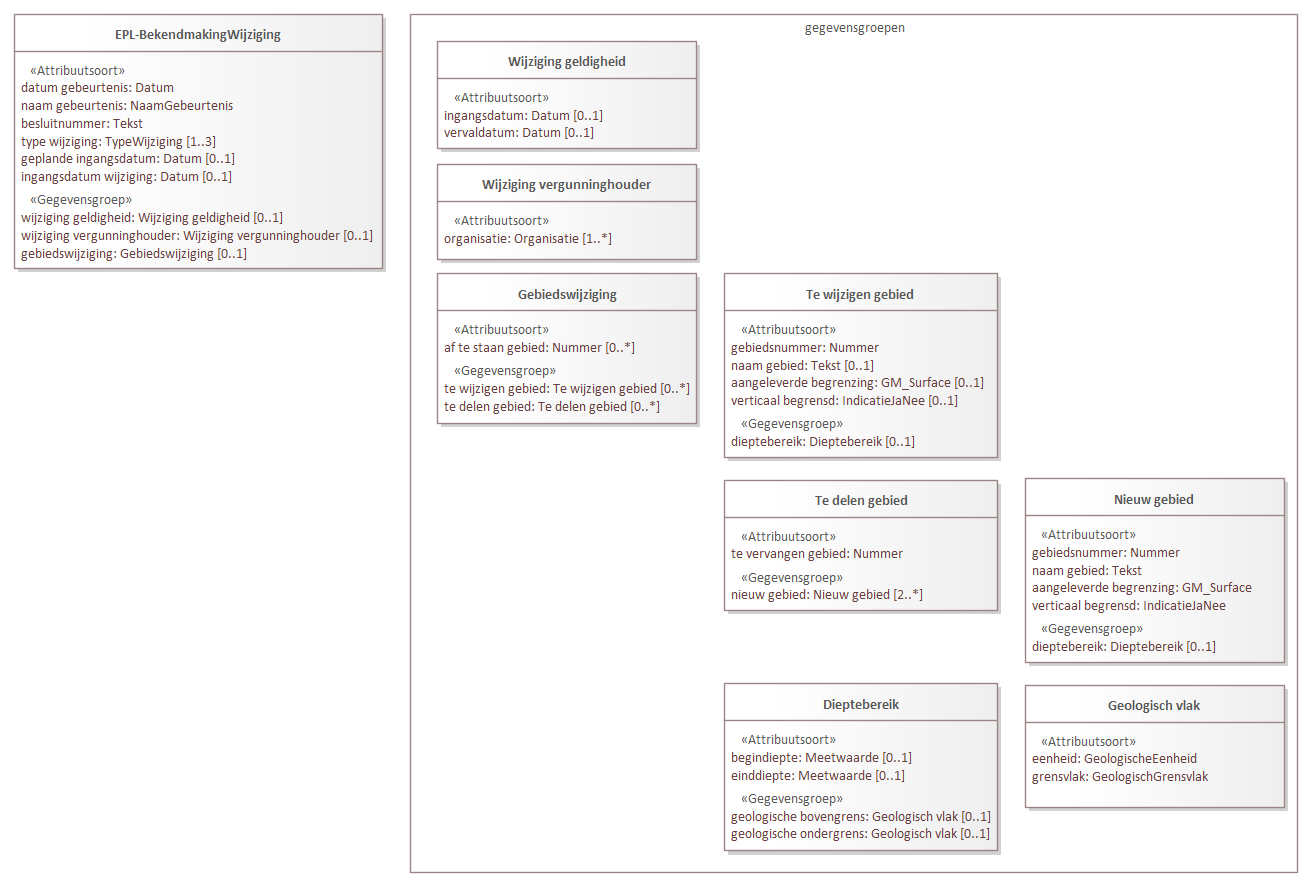 EPL-BekendmakingWijziging
«Attribuutsoort»
datum gebeurtenis: Datum
naam gebeurtenis: NaamGebeurtenis
besluitnummer: Tekst
type wijziging: TypeWijziging [1..3]
geplande ingangsdatum: Datum [0..1]
ingangsdatum wijziging: Datum [0..1]
«Gegevensgroep»
wijziging geldigheid: Wijziging geldigheid [0..1]
wijziging vergunninghouder: Wijziging vergunninghouder [0..1]
gebiedswijziging: Gebiedswijziging [0..1]
gegevensgroepen
Wijziging geldigheid
«Attribuutsoort»
ingangsdatum: Datum [0..1]
vervaldatum: Datum [0..1]
Wijziging vergunninghouder
«Attribuutsoort»
organisatie: Organisatie [1..*]
Gebiedswijziging
«Attribuutsoort»
af te staan gebied: Nummer [0..*]
«Gegevensgroep»
te wijzigen gebied: Te wijzigen gebied [0..*]
te delen gebied: Te delen gebied [0..*]
Te wijzigen gebied
«Attribuutsoort»
gebiedsnummer: Nummer
naam gebied: Tekst [0..1]
aangeleverde begrenzing: GM_Surface [0..1]
verticaal begrensd: IndicatieJaNee [0..1]
«Gegevensgroep»
dieptebereik: Dieptebereik [0..1]
Te delen gebied
«Attribuutsoort»
te vervangen gebied: Nummer
«Gegevensgroep»
nieuw gebied: Nieuw gebied [2..*]
Nieuw gebied
«Attribuutsoort»
gebiedsnummer: Nummer
naam gebied: Tekst
aangeleverde begrenzing: GM_Surface
verticaal begrensd: IndicatieJaNee
«Gegevensgroep»
dieptebereik: Dieptebereik [0..1]
Dieptebereik
«Attribuutsoort»
begindiepte: Meetwaarde [0..1]
einddiepte: Meetwaarde [0..1]
«Gegevensgroep»
geologische bovengrens: Geologisch vlak [0..1]
geologische ondergrens: Geologisch vlak [0..1]
Geologisch vlak
«Attribuutsoort»
eenheid: GeologischeEenheid
grensvlak: GeologischGrensvlak